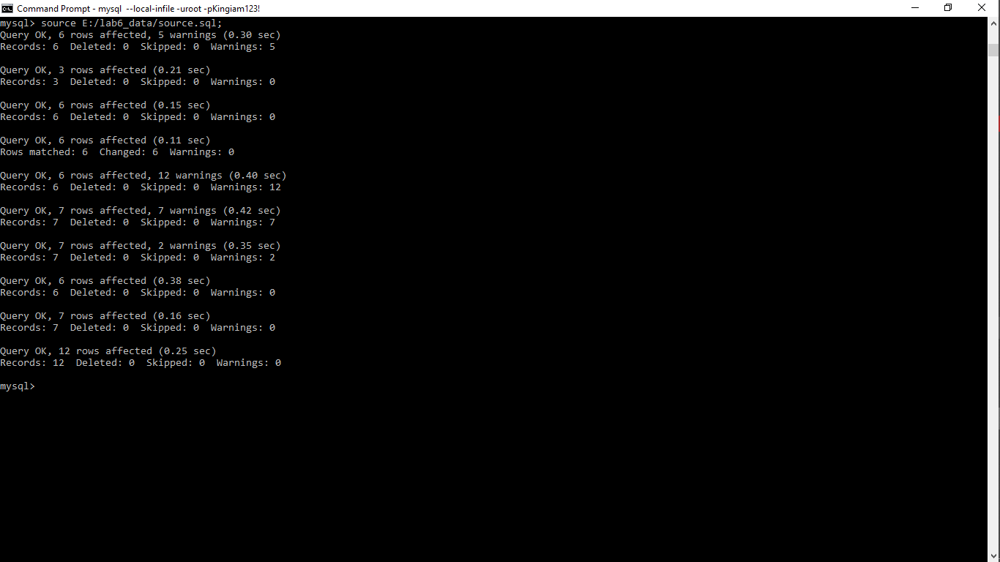 Command Prompt - mysql  --local-infile -uroot -pKingiam123!
mysql> source E:/lab6_data/source.sql;
Query OK, 6 rows affected, 5 warnings (0.30 sec)
Records: 6  Deleted: 0  Skipped: 0  Warnings: 5

Query OK, 3 rows affected (0.21 sec)
Records: 3  Deleted: 0  Skipped: 0  Warnings: 0

Query OK, 6 rows affected (0.15 sec)
Records: 6  Deleted: 0  Skipped: 0  Warnings: 0

Query OK, 6 rows affected (0.11 sec)
Rows matched: 6  Changed: 6  Warnings: 0

Query OK, 6 rows affected, 12 warnings (0.40 sec)
Records: 6  Deleted: 0  Skipped: 0  Warnings: 12

Query OK, 7 rows affected, 7 warnings (0.42 sec)
Records: 7  Deleted: 0  Skipped: 0  Warnings: 7

Query OK, 7 rows affected, 2 warnings (0.35 sec)
Records: 7  Deleted: 0  Skipped: 0  Warnings: 2

Query OK, 6 rows affected (0.38 sec)
Records: 6  Deleted: 0  Skipped: 0  Warnings: 0

Query OK, 7 rows affected (0.16 sec)
Records: 7  Deleted: 0  Skipped: 0  Warnings: 0

Query OK, 12 rows affected (0.25 sec)
Records: 12  Deleted: 0  Skipped: 0  Warnings: 0

mysql>